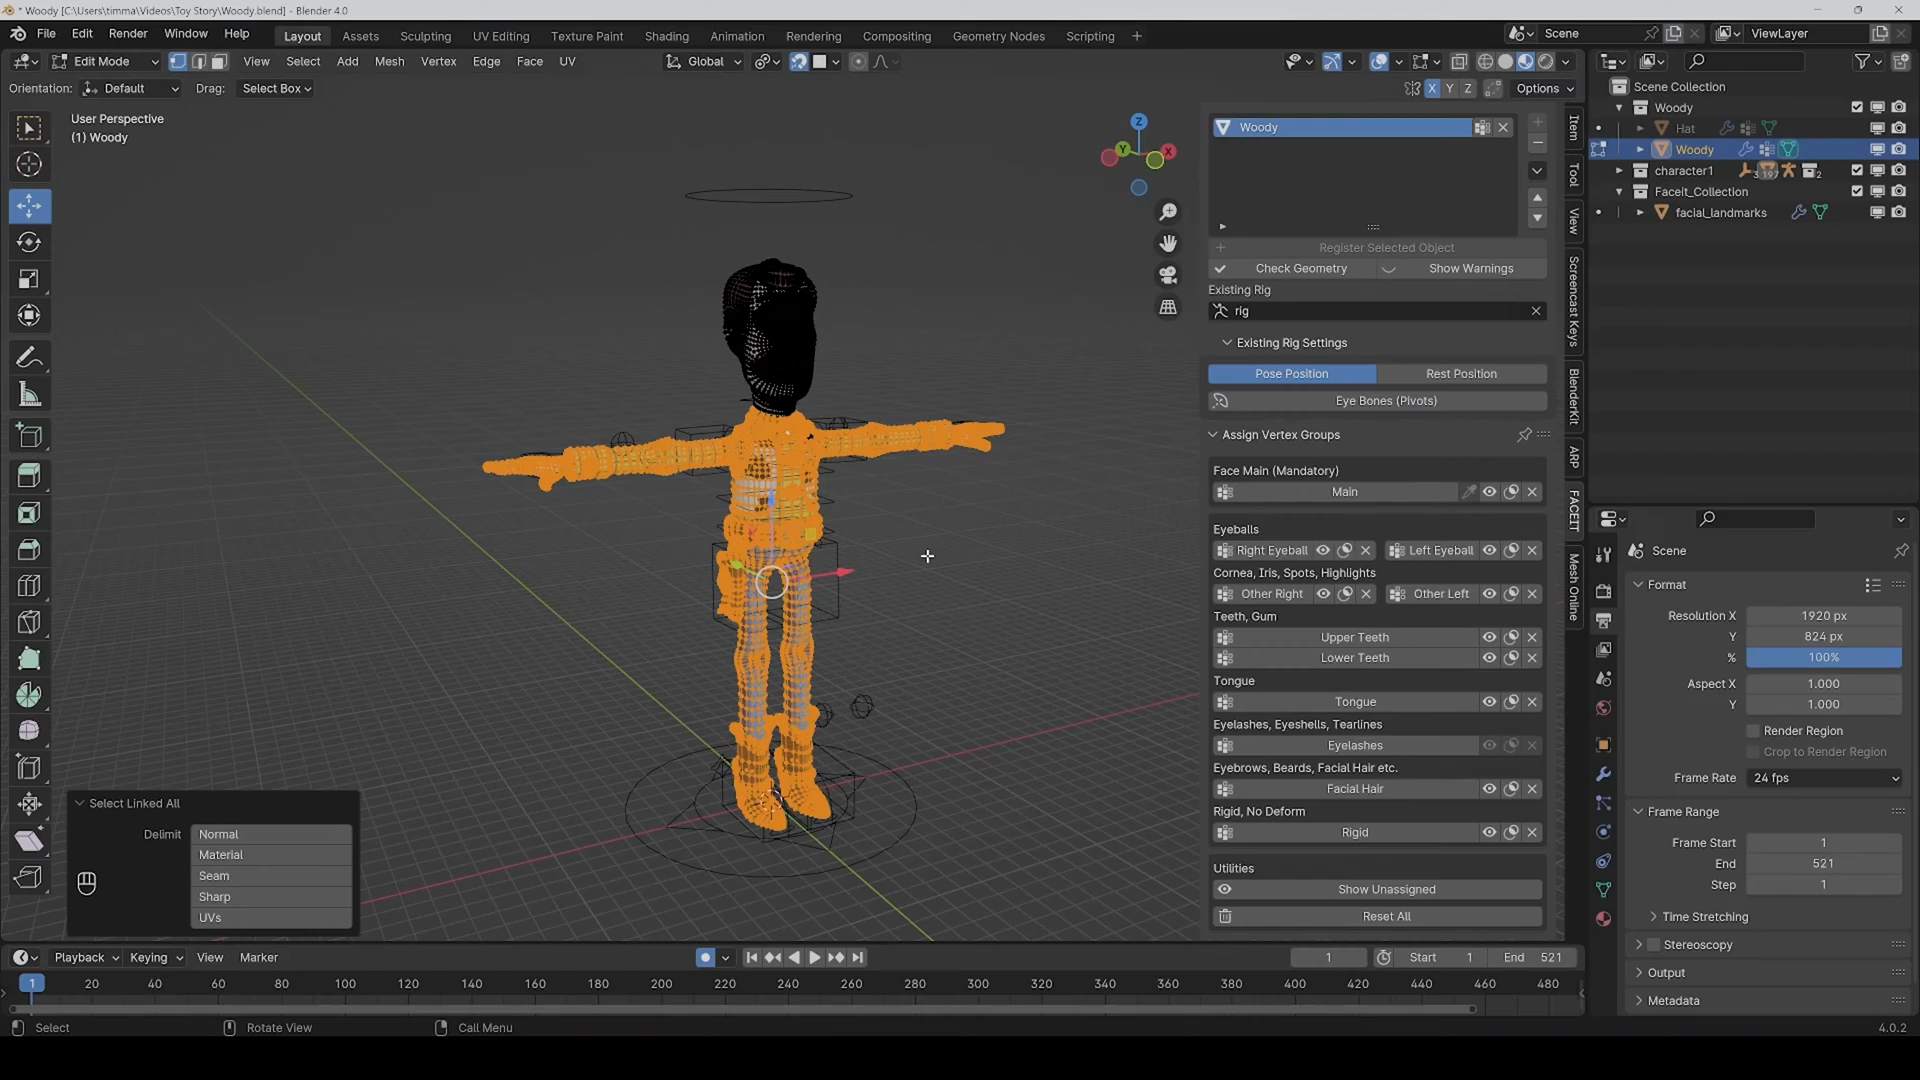 * Woody [C:\Users\timma\Videos\Toy Story\Woody.blend] - Blender 4.0
File Edit Render Window Help
Layout Assets Sculpting UV Editing Texture Paint Shading Animation Rendering Compositing Geometry Nodes Scripting +
Scene
ViewLayer
Edit Mode View Select Add Mesh Vertex Edge Face UV
Global
Orientation: Default Drag: Select Box
X Y Z Options
User Perspective
(1) Woody
Z
Y
X
Select Linked All
Delimit
Normal
Material
Seam
Sharp
UVs
Woody
Register Selected Object
Check Geometry Show Warnings
Existing Rig
rig
Existing Rig Settings
Pose Position Rest Position
Eye Bones (Pivots)
Assign Vertex Groups
Face Main (Mandatory)
Main
Eyeballs
Right Eyeball Left Eyeball
Cornea, Iris, Spots, Highlights
Other Right Other Left
Teeth, Gum
Upper Teeth
Lower Teeth
Tongue
Tongue
Eyelashes, Eyeshells, Tearlines
Eyelashes
Eyebrows, Beards, Facial Hair etc.
Facial Hair
Rigid, No Deform
Rigid
Utilities
Show Unassigned
Reset All
Item
Tool
View
Screencast Keys
BlenderKit
ARP
FACEIT
Mesh Online
Scene Collection
Woody
Hat
Woody
character1 3 197 2
Faceit_Collection
facial_landmarks
Scene
Format
Resolution X 1920 px
Y 824 px
% 100%
Aspect X 1.000
Y 1.000
Render Region
Crop to Render Region
Frame Rate 24 fps
Frame Range
Frame Start 1
End 521
Step 1
Time Stretching
Stereoscopy
Output
Metadata
Playback Keying View Marker
1 Start 1 End 521
1 20 40 60 80 100 120 140 160 180 200 220 240 260 280 300 320 340 360 380 400 420 440 460 480
Select Rotate View Call Menu
4.0.2